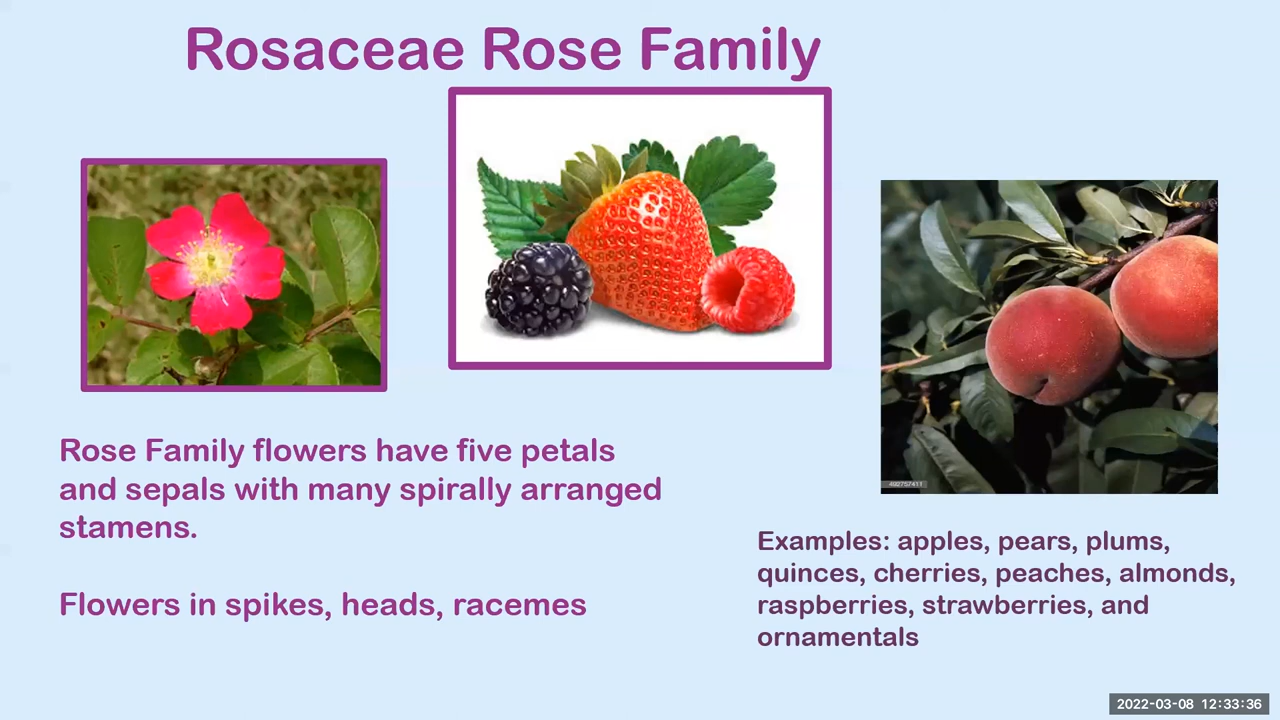 Rosaceae Rose Family
Rose Family flowers have five petals
and sepals with many spirally arranged
stamens.
Flowers in spikes, heads, racemes
492757411
Examples: apples, pears, plums,
quinces, cherries, peaches, almonds,
raspberries, strawberries, and
ornamentals
2022-03-08 12:33:36